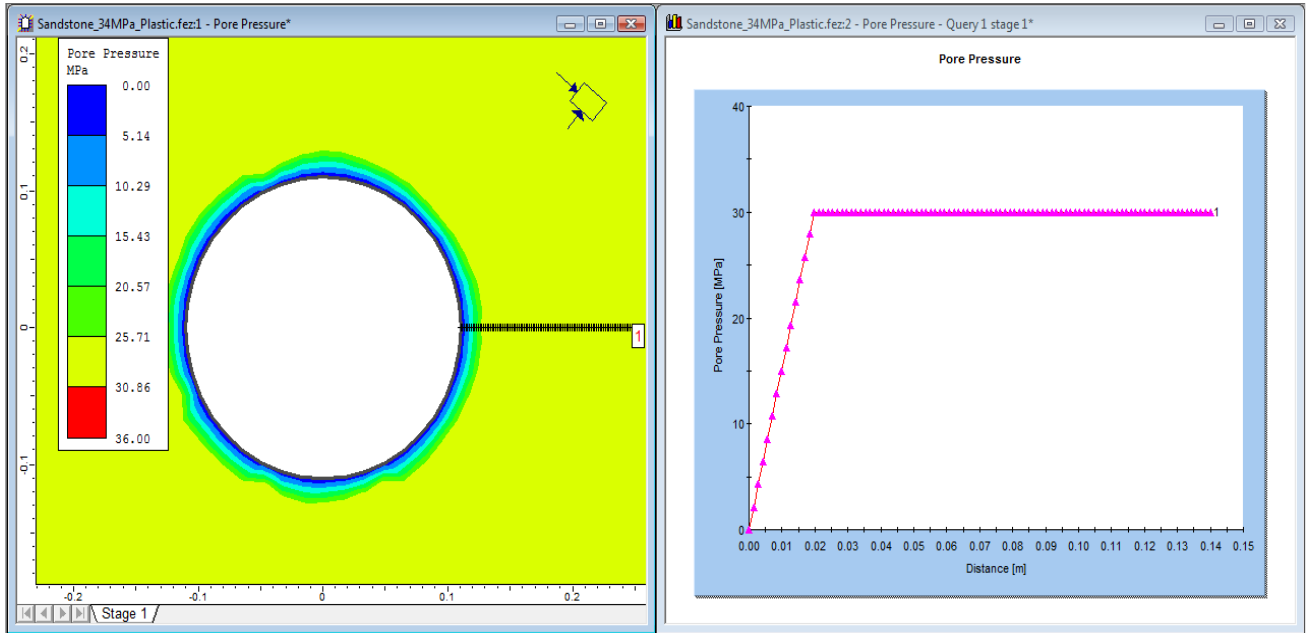 Sandstone_34MPa_Plastic.fez:1 - Pore Pressure*
Pore Pressure
MPa
0.00
5.14
10.29
15.43
20.57
25.71
30.86
36.00
0.2
0.1
0
-0.1
-0.2
-0.1
0
0.1
0.2
1
Stage 1
Sandstone_34MPa_Plastic.fez:2 - Pore Pressure - Query 1 stage 1*
Pore Pressure
40
30
20
10
0
Pore Pressure [MPa]
1
0.00 0.01 0.02 0.03 0.04 0.05 0.06 0.07 0.08 0.09 0.10 0.11 0.12 0.13 0.14 0.15
Distance [m]